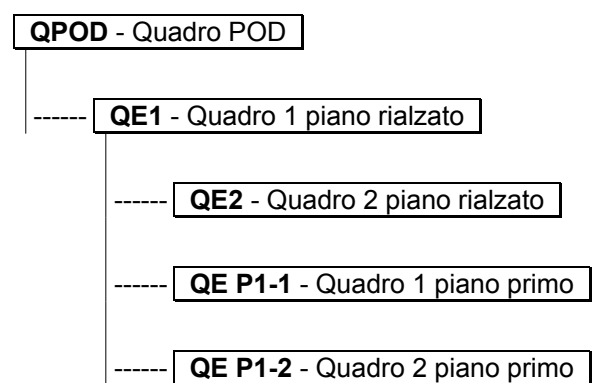 QPOD - Quadro POD
------ QE1 - Quadro 1 piano rialzato
------ QE2 - Quadro 2 piano rialzato
------ QE P1-1 - Quadro 1 piano primo
------ QE P1-2 - Quadro 2 piano primo